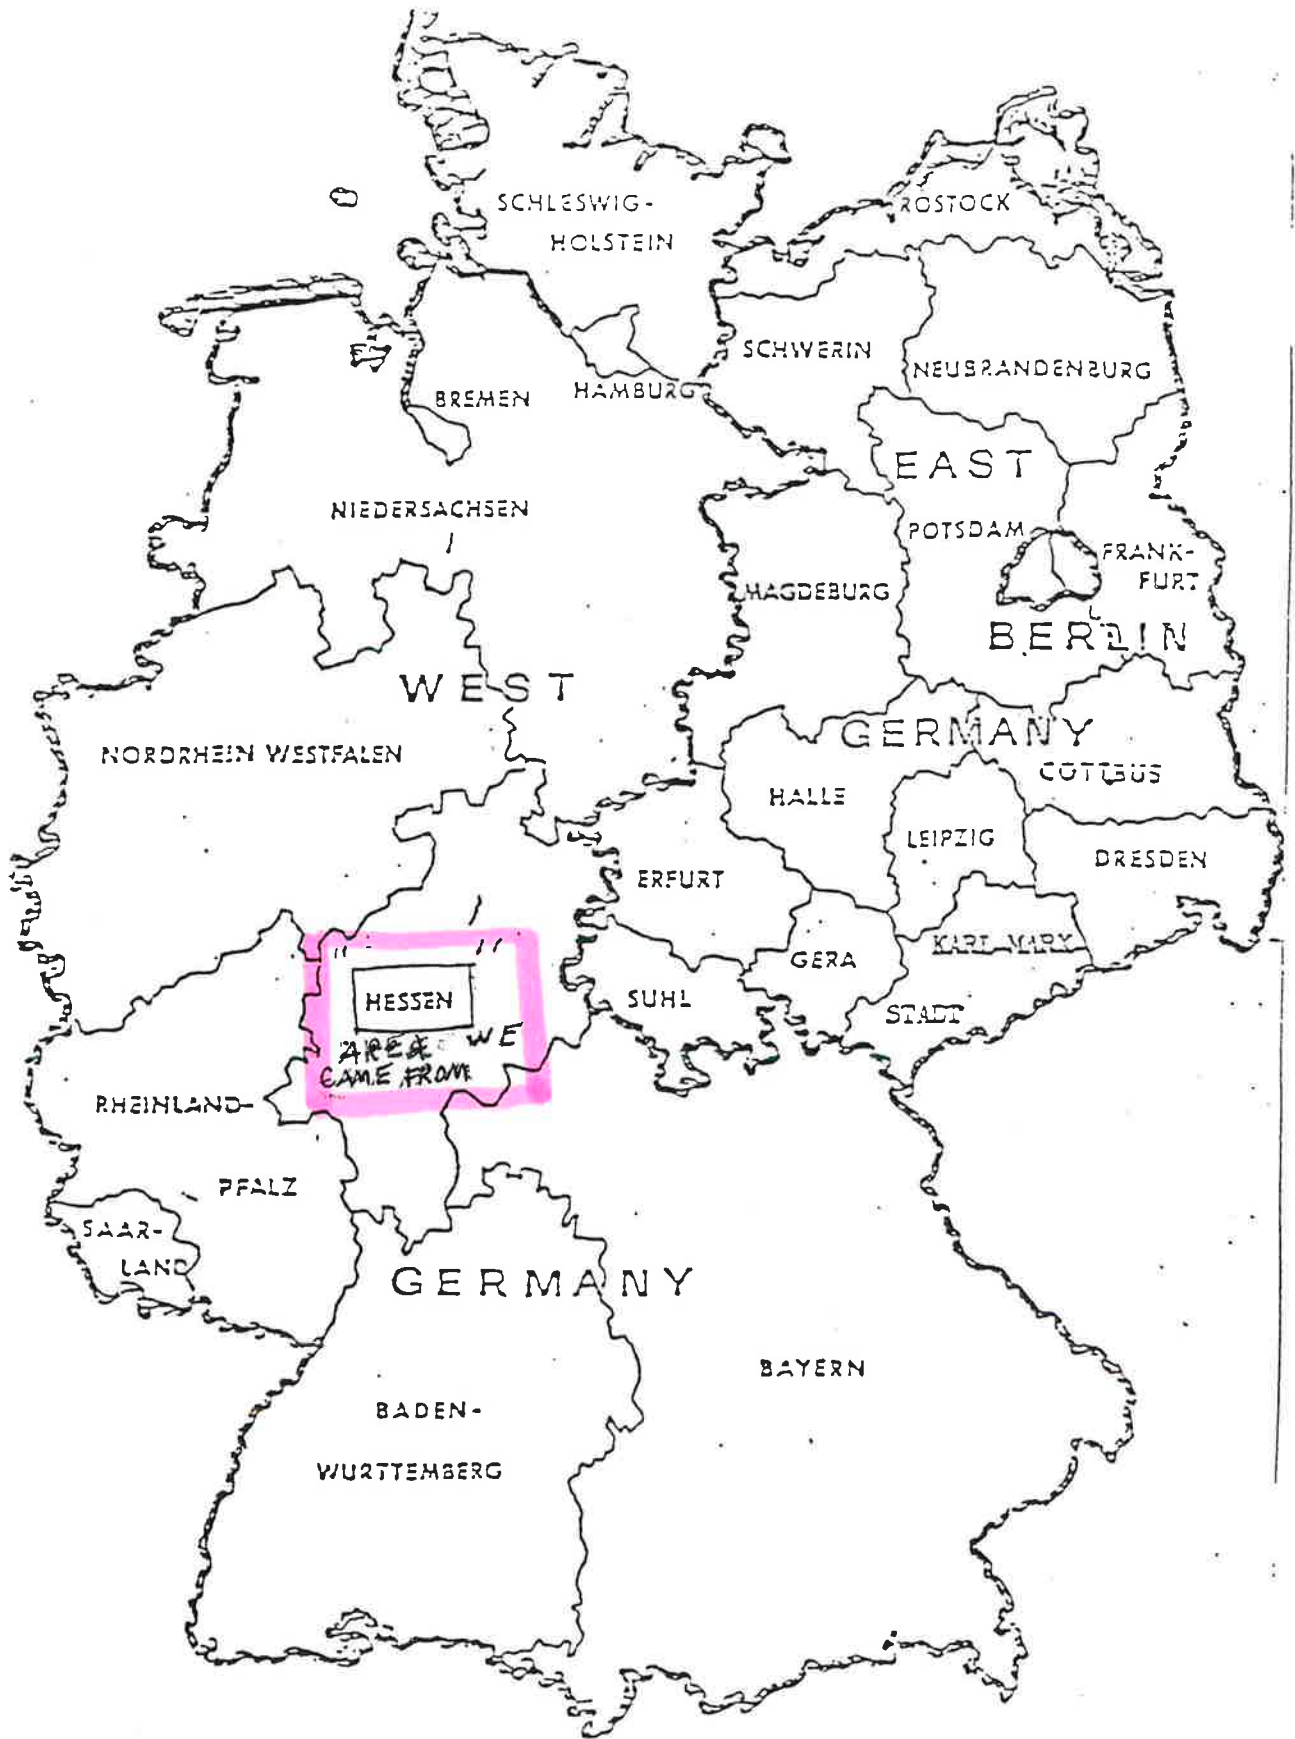 SCHLESWIG-
HOLSTEIN
ROSTOCK
SCHWERIN
NEUBRANDENBURG
HAMBURG
BREMEN
EAST
NIEDERSACHSEN
POTSDAM
FRANK-
FURT
MAGDEBURG
BERLIN
WEST
GERMANY
NORDRHEIN WESTFALEN
COTTBUS
HALLE
LEIPZIG
DRESDEN
ERFURT
KARL-MARX
STADT
GERA
SUHL
HESSEN
AREA WE
CAME FROM
RHEINLAND-
PFALZ
SAAR-
LAND
GERMANY
BAYERN
BADEN-
WURTTEMBERG